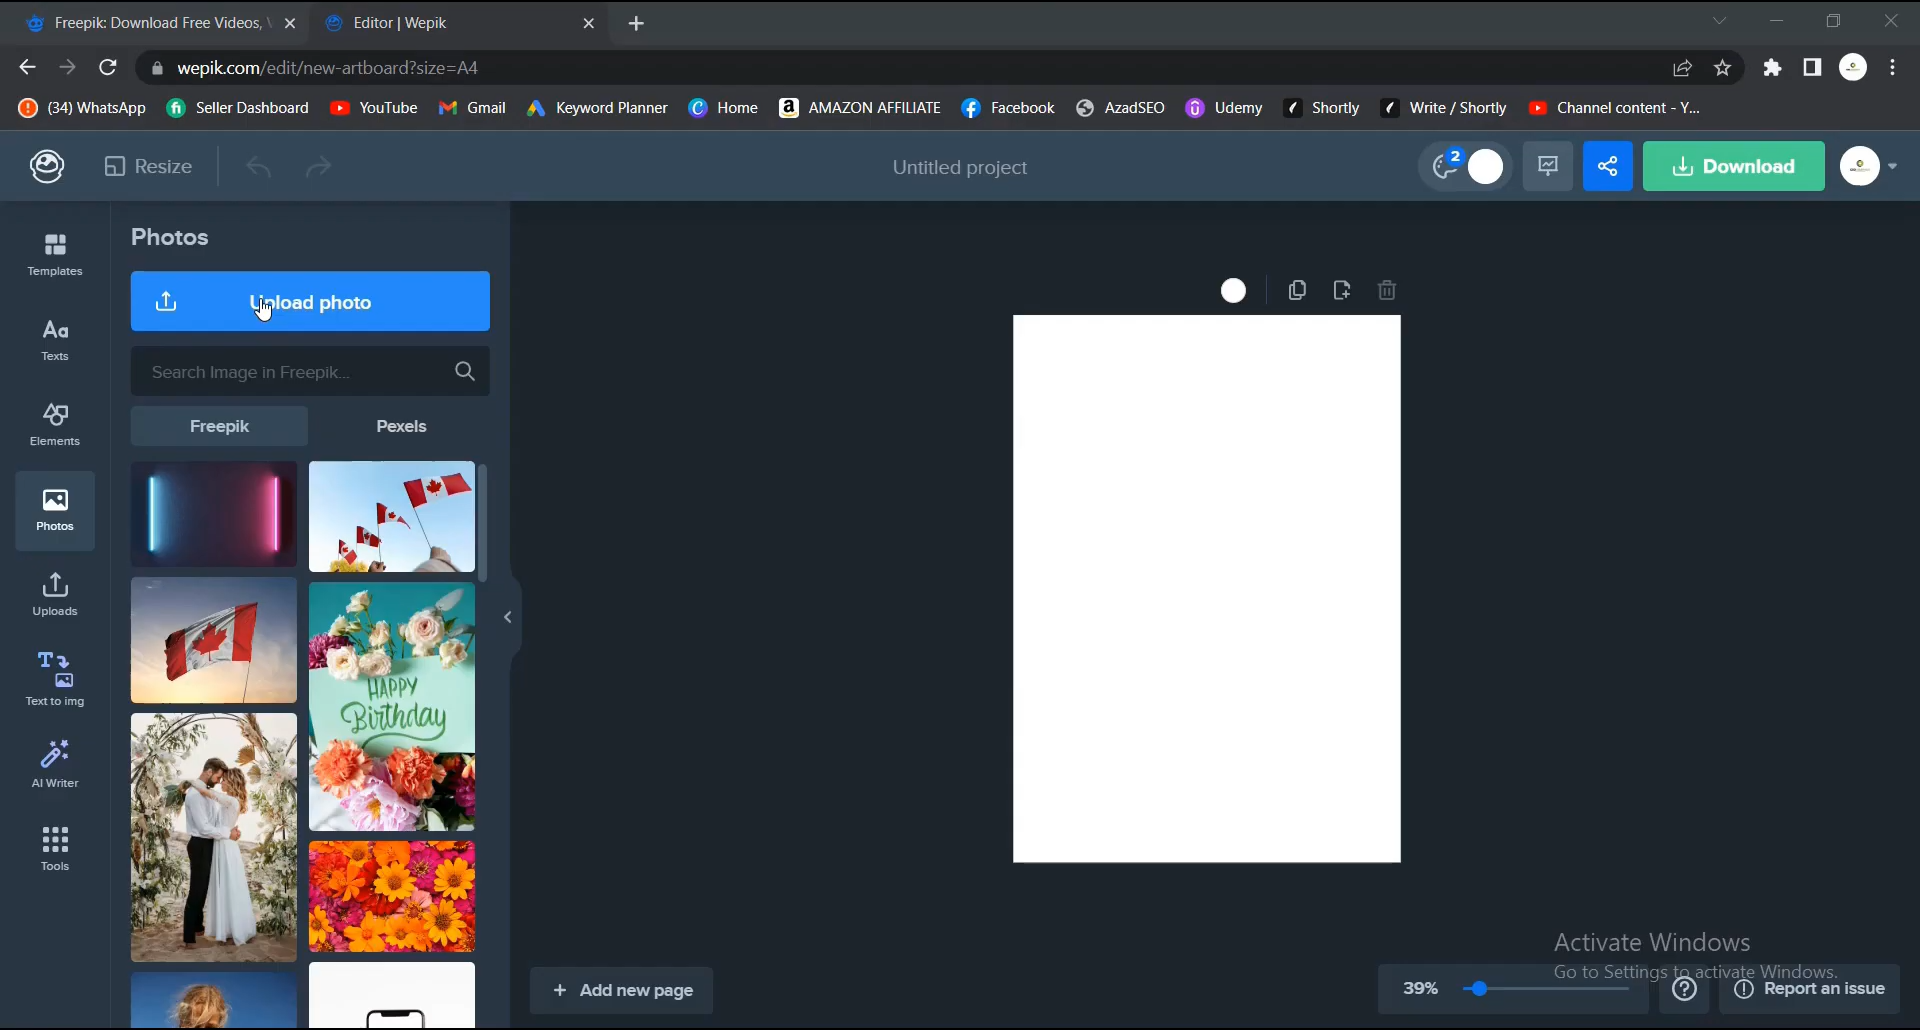 Freepik: Download Free Videos,
Editor | Wepik
wepik.com/edit/new-artboard?size=A4
(34) WhatsApp
Seller Dashboard
YouTube
Gmail
Keyword Planner
Home
AMAZON AFFILIATE
Facebook
AzadSEO
Udemy
Shortly
Write / Shortly
Channel content - Y...
Resize
Untitled project
2
Download
Templates
Aa
Texts
Elements
Photos
Uploads
Text to img
AI Writer
Tools
Photos
Upload photo
Search Image in Freepik...
Freepik
Pexels
HAPPY
Birthday
Add new page
Activate Windows
Go to Settings to activate Windows.
39%
Report an issue